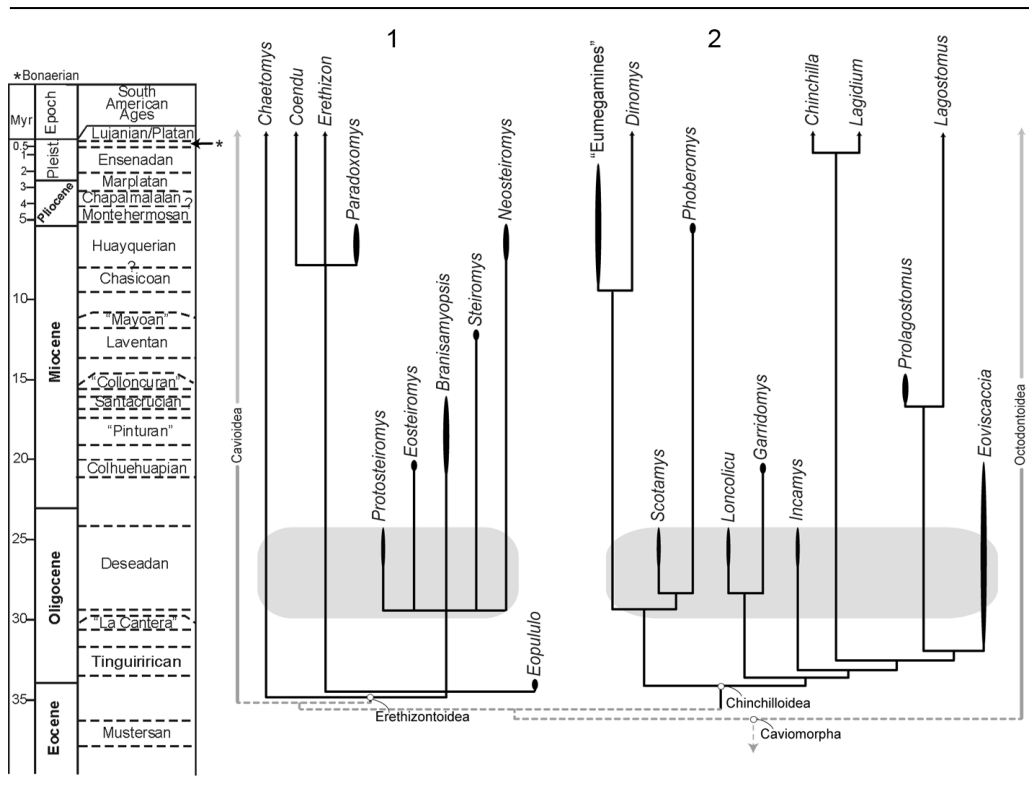 1
2
*Bonaerian
Myr
Epoch
South
American
Ages
Lujanian/Platan
*
0.5
1
2
3
4
5
10
15
20
25
30
35
Pleist.
Pliocene
Miocene
Oligocene
Eocene
Ensenadan
Marplatan
Chapalmalalan ?
Montehermosan
Huayquerian
?
Chasicoan
“Mayoan”
Laventan
“Colloncuran”
Santacrucian
“Pinturan”
Colhuehuapian
Deseadan
“La Cantera”
Tinguirirican
Mustersan
Cavioidea
Chaetomys
Coendu
Erethizon
Paradoxomys
Protosteiromys
Eosteiromys
Branisamyopsis
Steiromys
Neosteiromys
Eopululo
Erethizontoidea
“Eumegamines”
Dinomys
Scotamys
Phoberomys
Loncolicu
Garridomys
Incamys
Chinchilla
Lagidium
Prolagostomus
Lagostomus
Eoviscaccia
Octodontoidea
Chinchilloidea
Caviomorpha